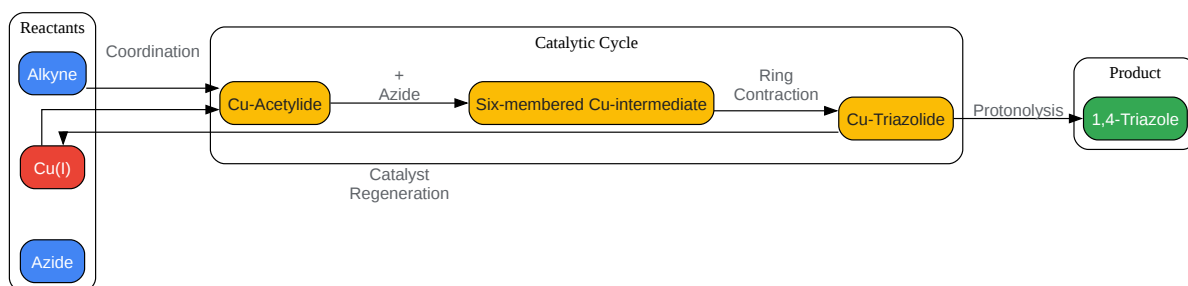 Reactants
Alkyne
Cu(I)
Azide
Coordination
Catalytic Cycle
Cu-Acetylide
+
Azide
Six-membered Cu-intermediate
Ring
Contraction
Cu-Triazolide
Catalyst
Regeneration
Protonolysis
Product
1,4-Triazole